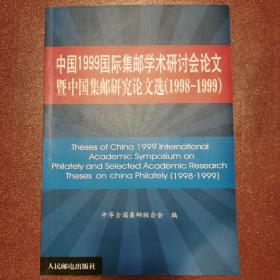 中国1999国际集邮学术研讨会论文
暨中国集邮研究论文选(1998-1999)
Theses of China 1999 International
Academic Symposium on
Philately and Selected Academic Research
Theses on china Philately (1998-1999)
中华全国集邮联合会 编
人民邮电出版社